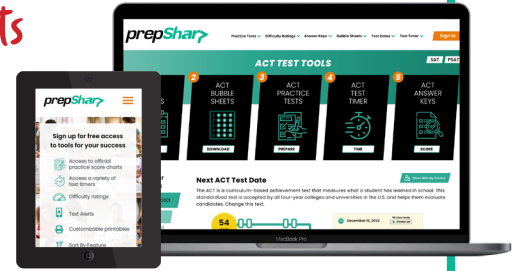 ts
prepSharp
Practice Tests Difficulty Ratings Answer Keys Bubble Sheets Test Dates Test Timer Sign In
ACT TEST TOOLS
SAT PSAT
2 3 4 5
S
ACT BUBBLE SHEETS
DOWNLOAD
ACT PRACTICE TESTS
PREPARE
ACT TEST TIMER
TIME
ACT ANSWER KEYS
SCORE
Next ACT Test Date
The ACT is a curriculum-based achievement test that measures what a student has learned in school. This
standardized test is accepted by all four-year colleges and universities in the U.S. and helps them evaluate
candidates. Change this text.
54
December 10, 2022
MacBook Pro
prepSharp
Sign up for free access
to tools for your success
Access to official
practice score charts
Access a variety of
test timers
Difficulty ratings
Test Alerts
Customizable printables
Sort By Feature